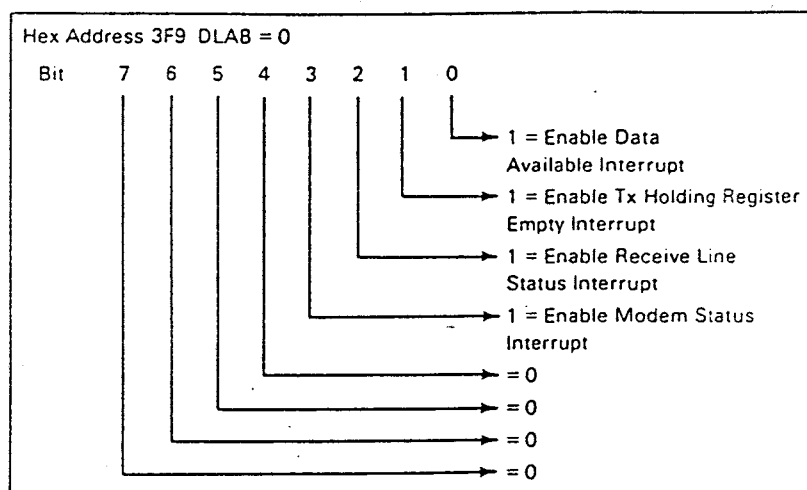 Hex Address 3F9 DLAB = 0
Bit 7 6 5 4 3 2 1 0
1 = Enable Data
Available Interrupt
1 = Enable Tx Holding Register
Empty Interrupt
1 = Enable Receive Line
Status Interrupt
1 = Enable Modem Status
Interrupt
= 0
= 0
= 0
= 0